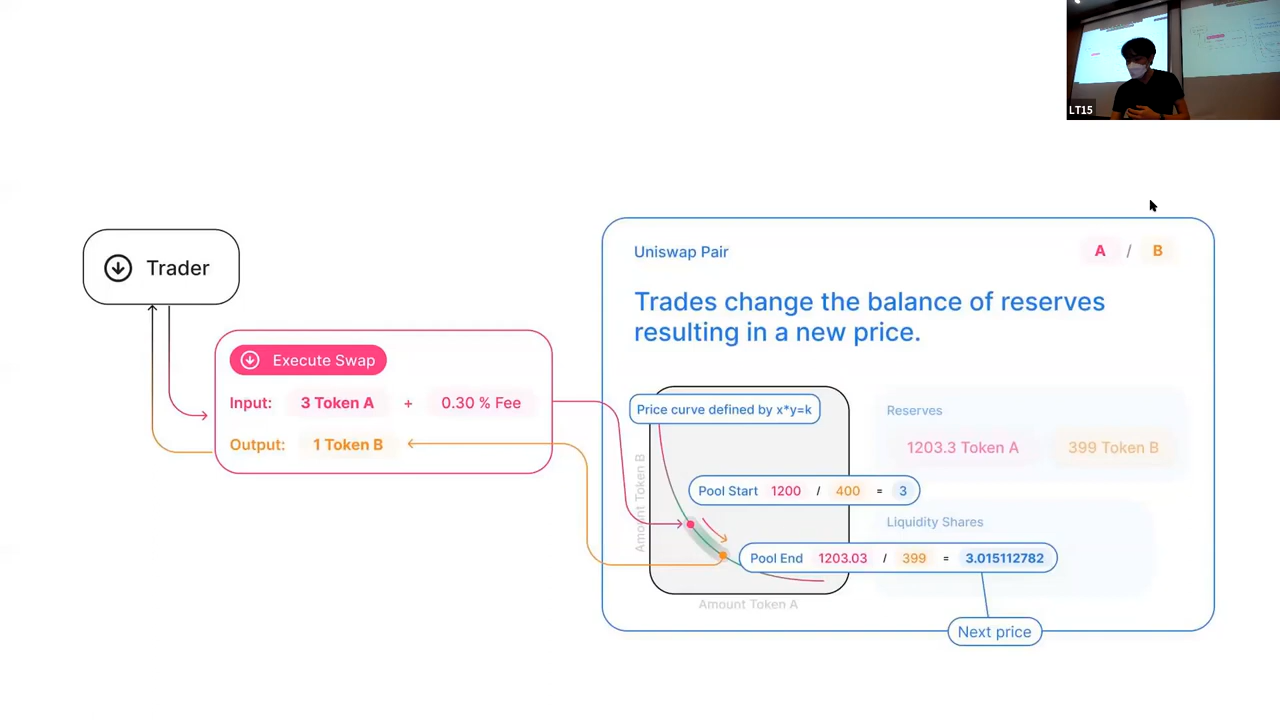 LT15
Trader
Execute Swap
Input: 3 Token A + 0.30 % Fee
Output: 1 Token B
Uniswap Pair
A / B
Trades change the balance of reserves
resulting in a new price.
Price curve defined by x*y=k
Amount Token B
Pool Start 1200 / 400 = 3
Pool End 1203.03 / 399 = 3.015112782
Amount Token A
Reserves
1203.3 Token A 399 Token B
Liquidity Shares
Next price